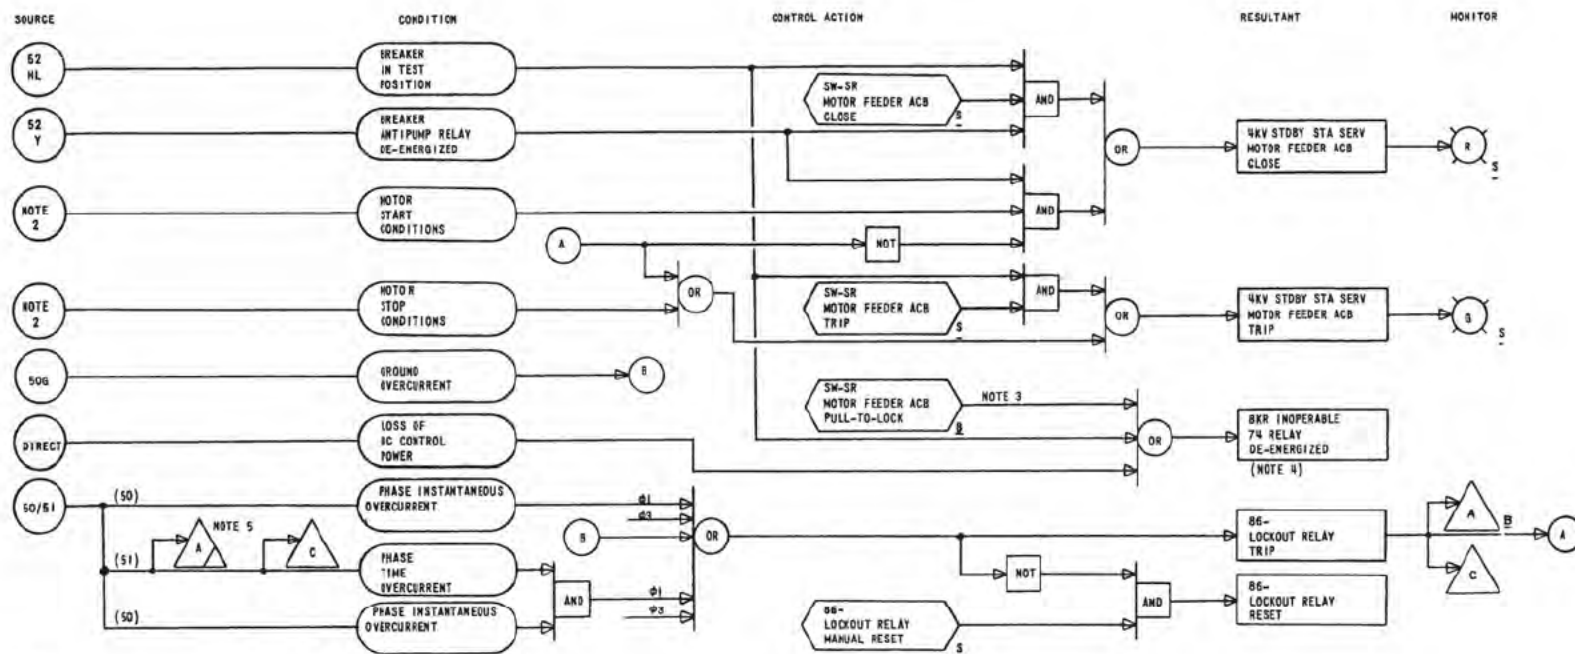 SOURCE
CONDITION
CONTROL ACTION
RESULTANT
MONITOR
52
HL
BREAKER
IN TEST
POSITION
SW-SR
MOTOR FEEDER ACB
CLOSE
S
AND
52
Y
BREAKER
ANTIPUMP RELAY
DE-ENERGIZED
OR
4KV STDBY STA SERV
MOTOR FEEDER ACB
CLOSE
R
S
NOTE
2
MOTOR
START
CONDITIONS
AND
A
NOT
NOTE
2
MOTOR
STOP
CONDITIONS
OR
SW-SR
MOTOR FEEDER ACB
TRIP
S
AND
OR
4KV STDBY STA SERV
MOTOR FEEDER ACB
TRIP
G
S
50G
GROUND
OVERCURRENT
B
SW-SR
MOTOR FEEDER ACB
PULL-TO-LOCK
B
NOTE 3
DIRECT
LOSS OF
DC CONTROL
POWER
OR
BKR INOPERABLE
74 RELAY
DE-ENERGIZED
(NOTE 4)
50/51
(50)
PHASE INSTANTANEOUS
OVERCURRENT
φ1
φ3
A
NOTE 5
C
B
OR
86-
LOCKOUT RELAY
TRIP
A
B
A
C
(51)
PHASE
TIME
OVERCURRENT
NOT
AND
φ1
φ3
(50)
PHASE INSTANTANEOUS
OVERCURRENT
86-
LOCKOUT RELAY
MANUAL RESET
S
AND
86-
LOCKOUT RELAY
RESET